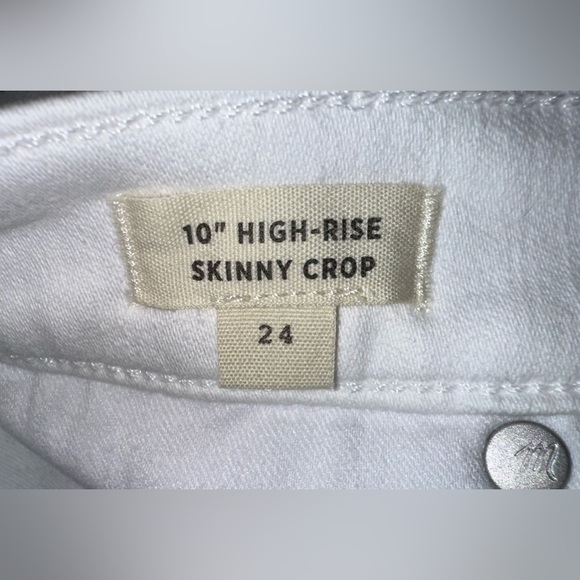 10" HIGH-RISE
SKINNY CROP
24
m